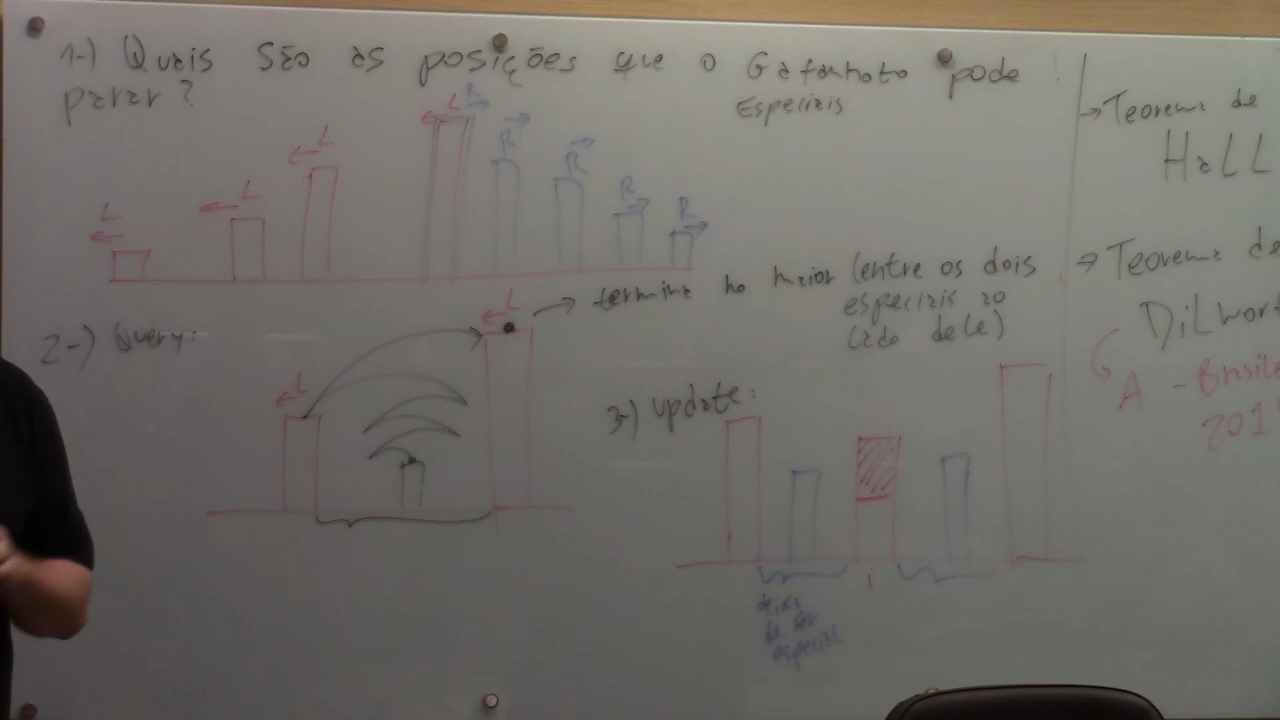 1-) Quais são as posições que o Gafanhoto pode
parar?
Especiais
L R
L
R
L
R
L
R
R
L
2-) Query:
L
→ termina no maior (entre os dois
especiais ao
lado dele)
L
3-) update:
i
deixa
de ser
especial
→ Teorema de
Hall
→ Teorema de
Dilwor
A - Brasile
201